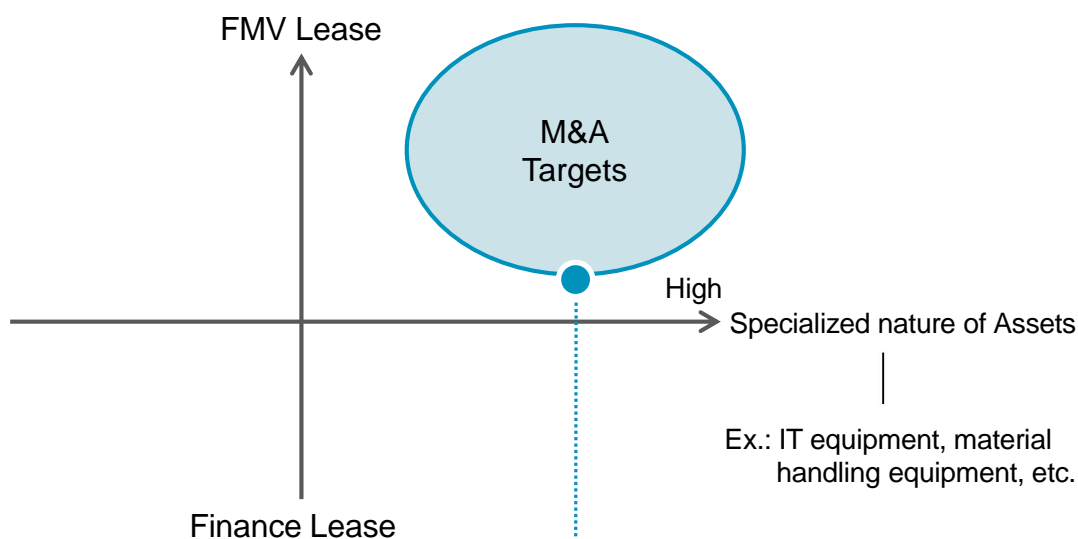 FMV Lease
M&A
Targets
High
Specialized nature of Assets
Ex.: IT equipment, material
handling equipment, etc.
Finance Lease